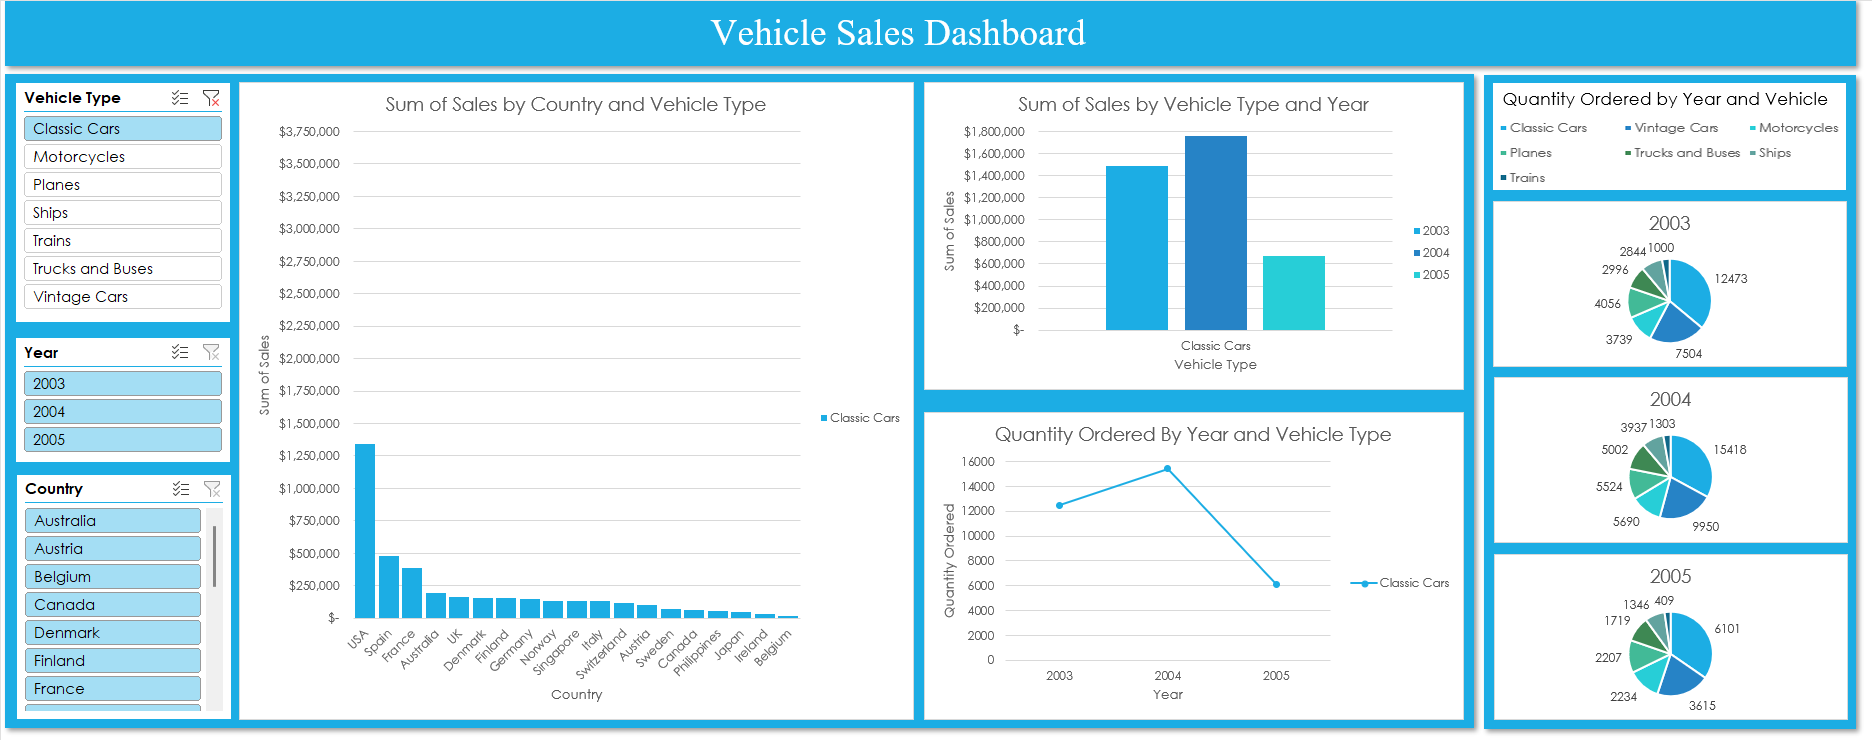 Vehicle Sales Dashboard
Vehicle Type
Classic Cars
Motorcycles
Planes
Ships
Trains
Trucks and Buses
Vintage Cars
Year
2003
2004
2005
Country
Australia
Austria
Belgium
Canada
Denmark
Finland
France
Sum of Sales by Country and Vehicle Type
Sum of Sales
$3,750,000
$3,500,000
$3,250,000
$3,000,000
$2,750,000
$2,500,000
$2,250,000
$2,000,000
$1,750,000
$1,500,000
$1,250,000
$1,000,000
$750,000
$500,000
$250,000
$-
USA
Spain
France
Australia
UK
Denmark
Finland
Germany
Norway
Singapore
Italy
Switzerland
Austria
Sweden
Canada
Philippines
Japan
Ireland
Belgium
Country
Classic Cars
Sum of Sales by Vehicle Type and Year
Sum of Sales
$1,800,000
$1,600,000
$1,400,000
$1,200,000
$1,000,000
$800,000
$600,000
$400,000
$200,000
$-
Classic Cars
Vehicle Type
2003
2004
2005
Quantity Ordered By Year and Vehicle Type
Quantity Ordered
16000
14000
12000
10000
8000
6000
4000
2000
0
2003 2004 2005
Year
Classic Cars
Quantity Ordered by Year and Vehicle
Classic Cars Vintage Cars Motorcycles
Planes Trucks and Buses Ships
Trains
2003
2844 1000
2996 12473
4056
3739
7504
2004
3937 1303
5002 15418
5524
5690
9950
2005
1346 409
1719 6101
2207
2234
3615